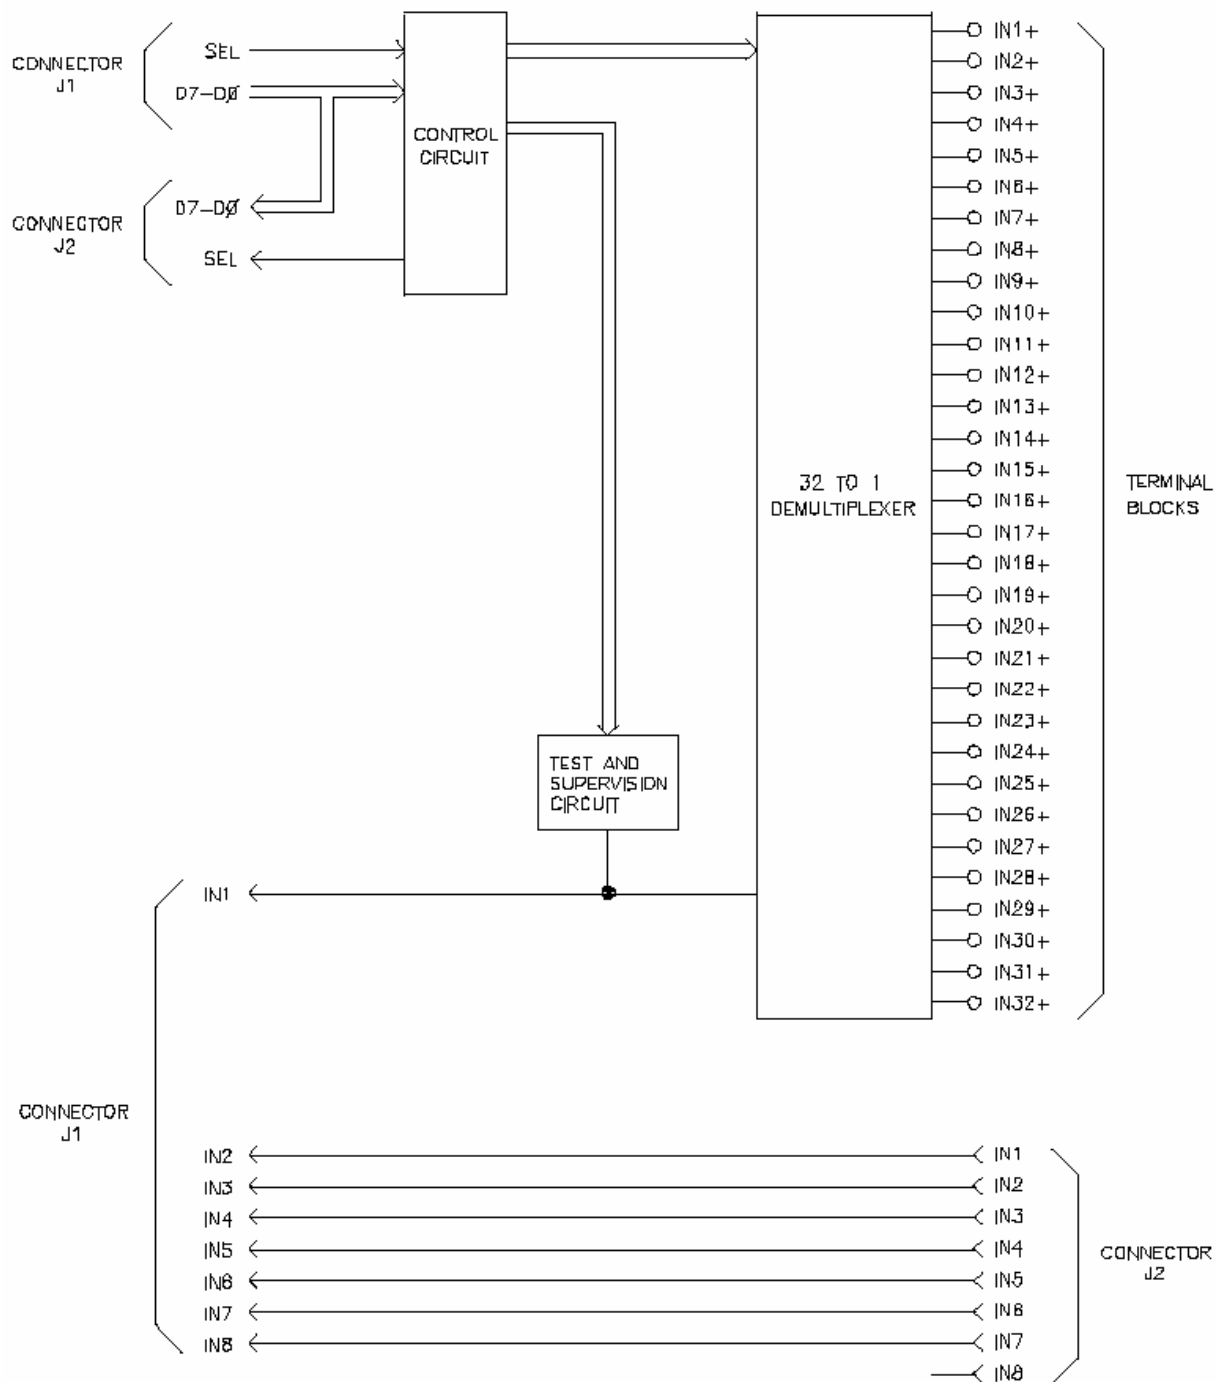 CONNECTOR
J1
SEL
D7-DØ
CONNECTOR
J2
D7-DØ
SEL
CONTROL
CIRCUIT
32 TO 1
DEMULTIPLEXER
IN1+
IN2+
IN3+
IN4+
IN5+
IN6+
IN7+
IN8+
IN9+
IN10+
IN11+
IN12+
IN13+
IN14+
IN15+
IN16+
IN17+
IN18+
IN19+
IN20+
IN21+
IN22+
IN23+
IN24+
IN25+
IN26+
IN27+
IN28+
IN29+
IN30+
IN31+
IN32+
TERMINAL
BLOCKS
TEST AND
SUPERVISION
CIRCUIT
IN1
CONNECTOR
J1
IN2
IN3
IN4
IN5
IN6
IN7
IN8
IN1
IN2
IN3
IN4
IN5
IN6
IN7
IN8
CONNECTOR
J2